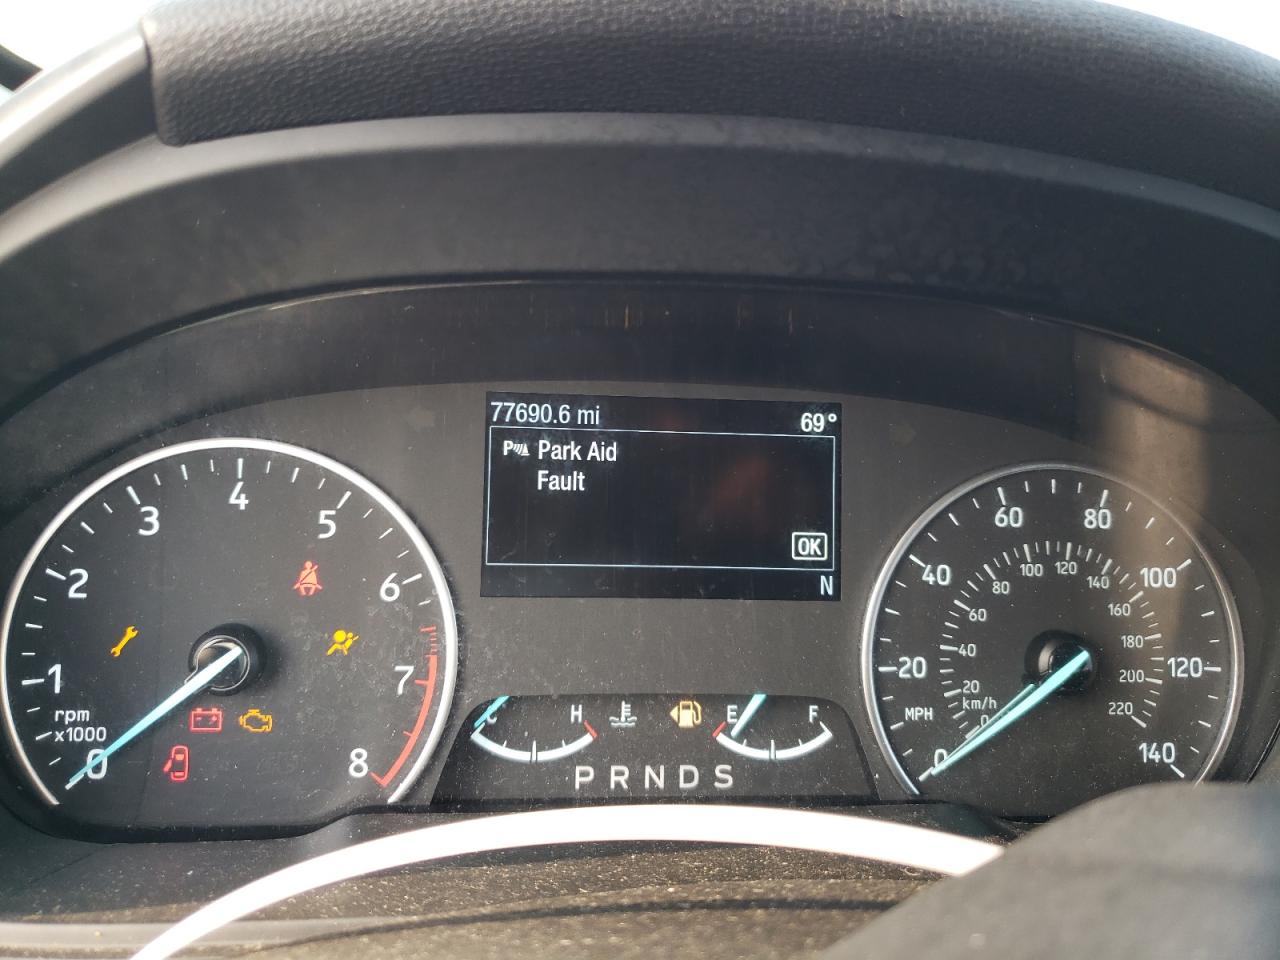 77690.6 mi 69°
P Park Aid
Fault
OK
N
0 1 2 3 4 5 6 7 8
rpm
x1000
C H E F
P R N D S
0 20 40 60 80 100 120 140
MPH
0 20 40 60 80 100 120 140 160 180 200 220
km/h